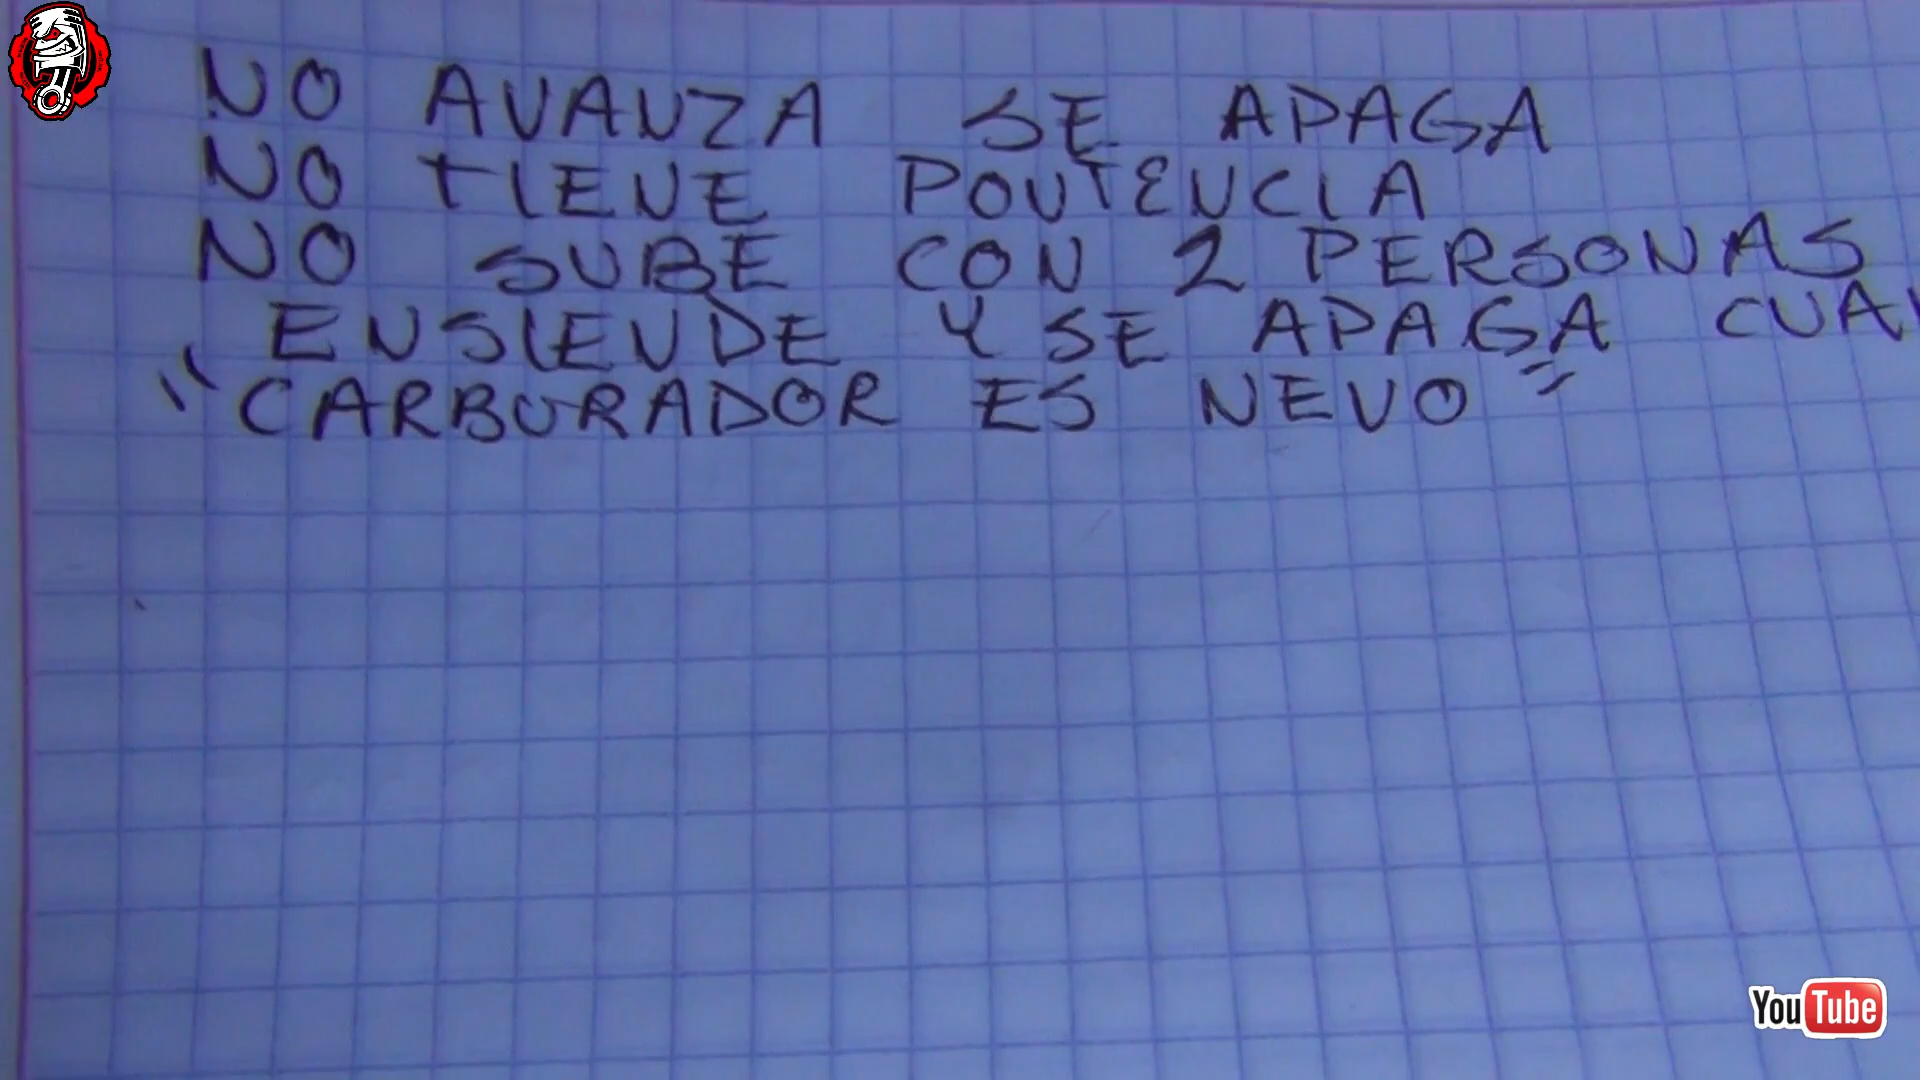 NO AVANZA SE APAGA
NO TIENE POUTENCIA
NO SUBE CON 2 PERSONAS
ENSIENDE Y SE APAGA CUA
"CARBURADOR ES NEVO"
YouTube